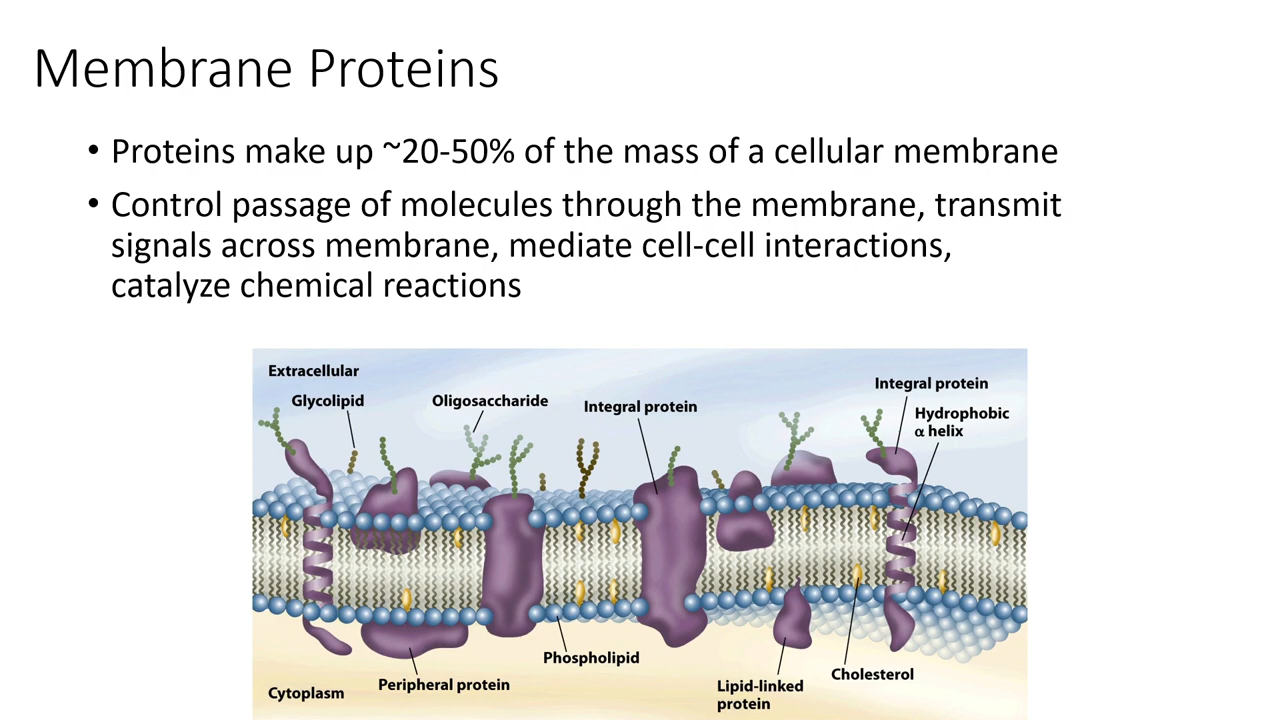 Membrane Proteins
• Proteins make up ~20-50% of the mass of a cellular membrane
• Control passage of molecules through the membrane, transmit
signals across membrane, mediate cell-cell interactions,
catalyze chemical reactions
Extracellular
Glycolipid
Oligosaccharide
Integral protein
Integral protein
Hydrophobic
α helix
Phospholipid
Peripheral protein
Cytoplasm
Lipid-linked
protein
Cholesterol